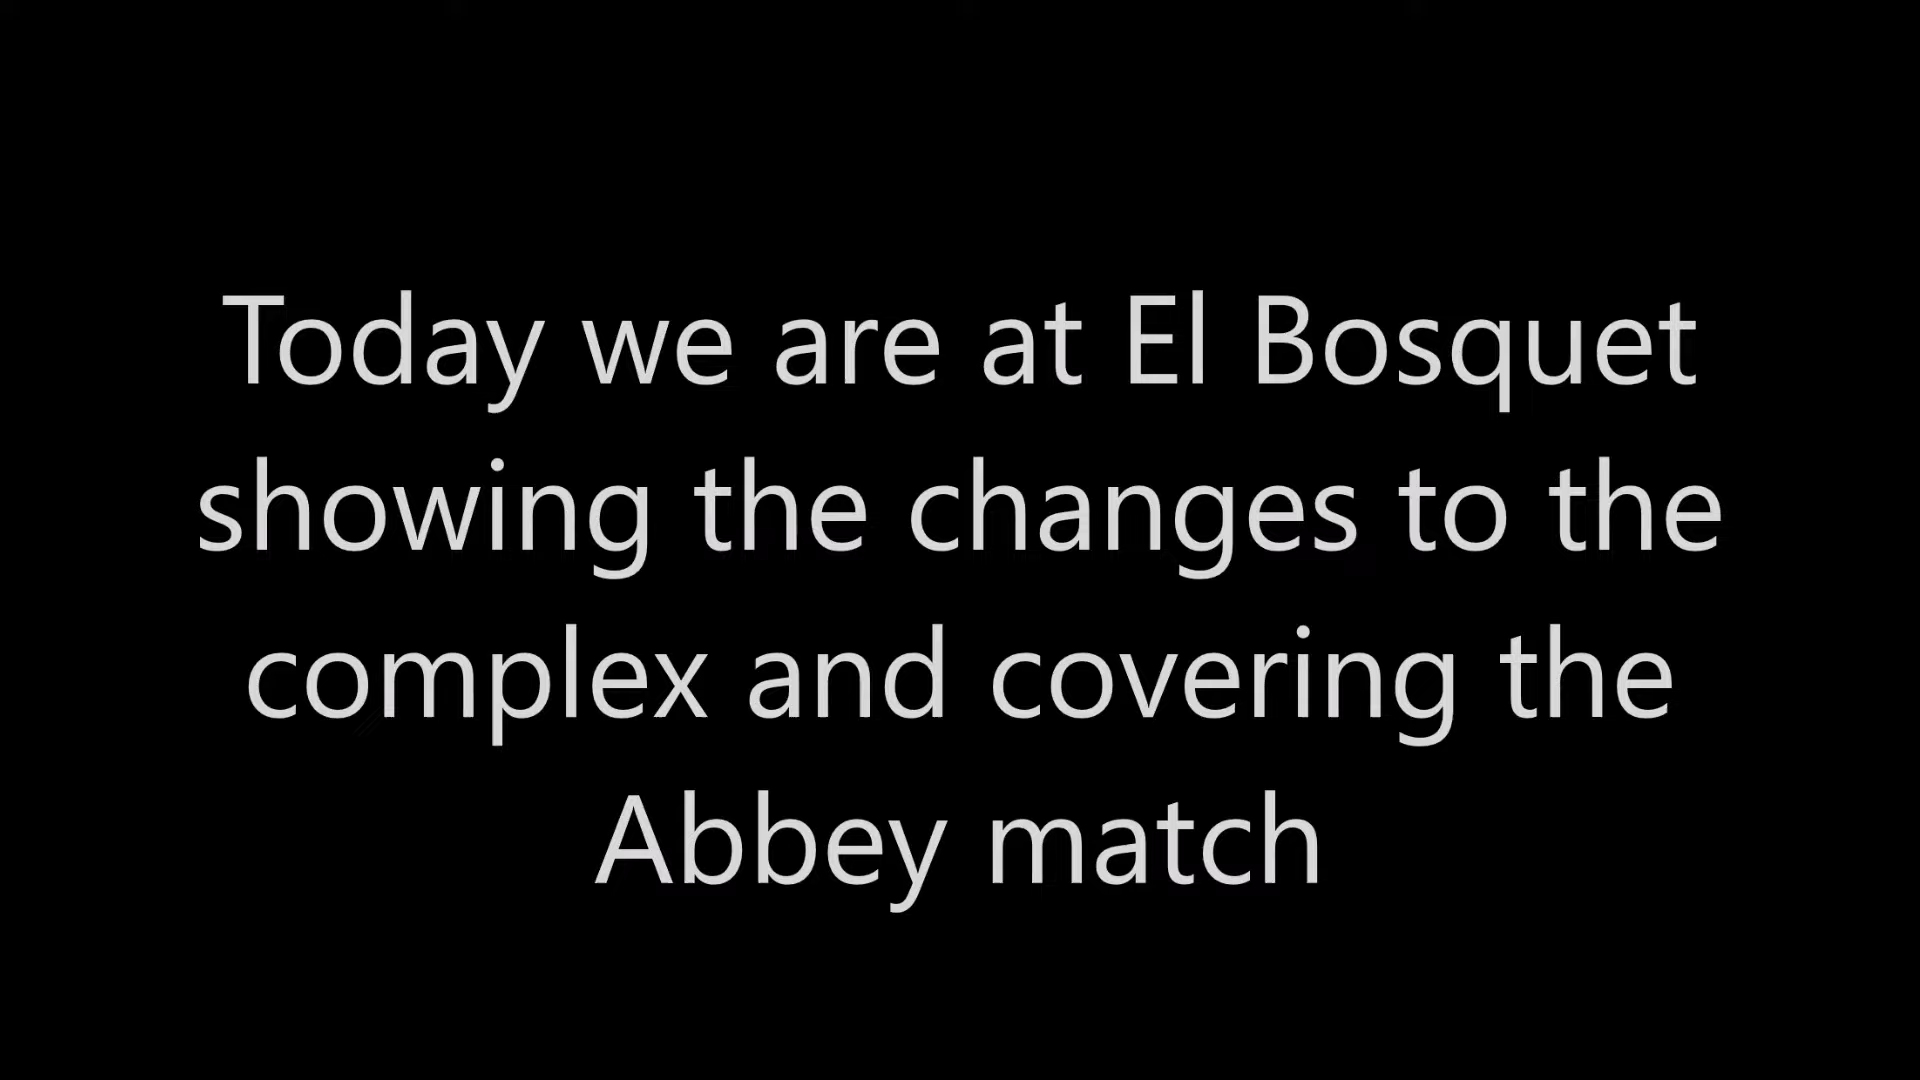 Today we are at El Bosquet
showing the changes to the
complex and covering the
Abbey match